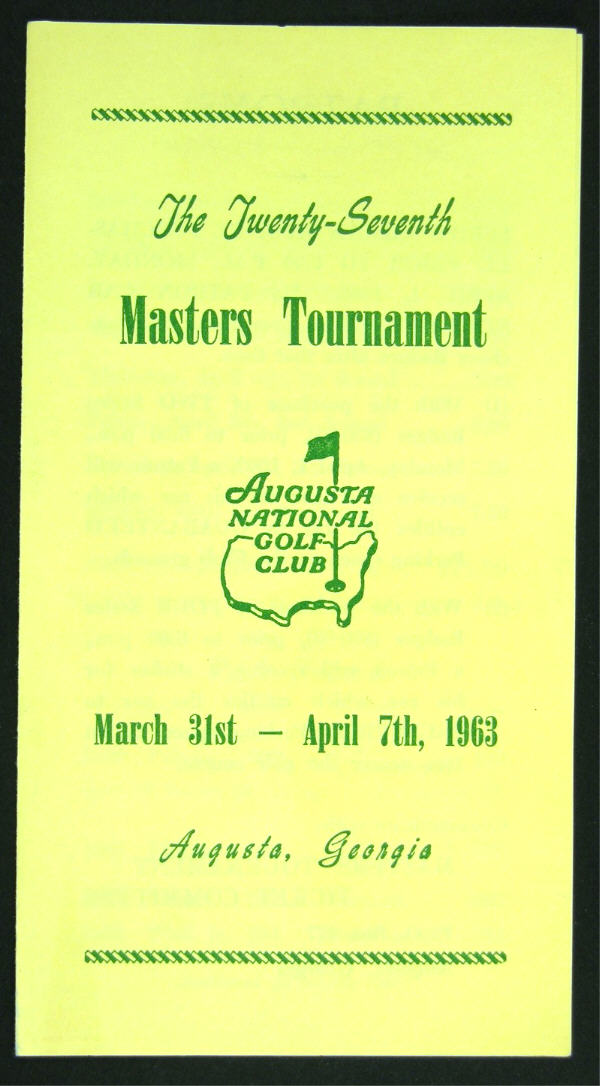 The Twenty-Seventh
Masters Tournament
AUGUSTA
NATIONAL
GOLF
CLUB
March 31st — April 7th, 1963
Augusta, Georgia